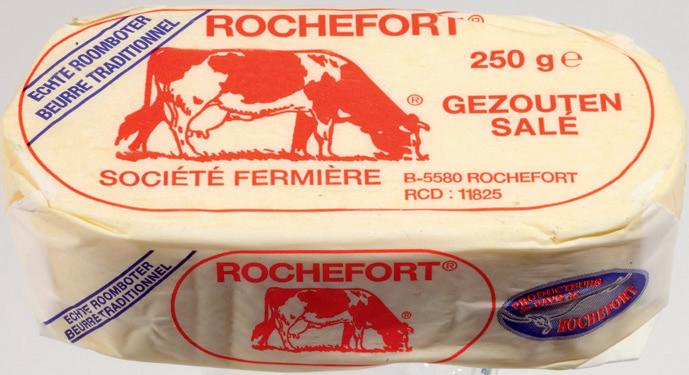 ROCHEFORT®
ECHTE ROOMBOTER
BEURRE TRADITIONNEL
250 g e
®
GEZOUTEN
SALÉ
SOCIÉTÉ FERMIÈRE
B-5580 ROCHEFORT
RCD : 11825
ECHTE ROOMBOTER
BEURRE TRADITIONNEL
ROCHEFORT®
®
PRODUCTEURS
ROCHEFORT